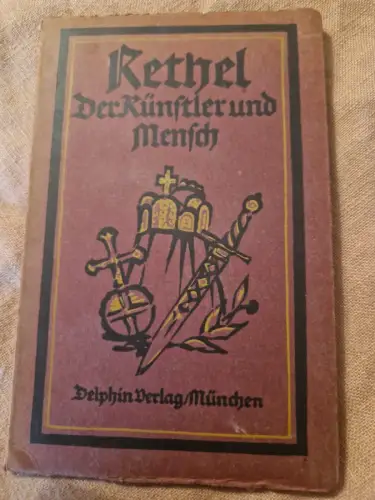 Rethel
Der Künstler und
Mensch
Delphin Verlag/München